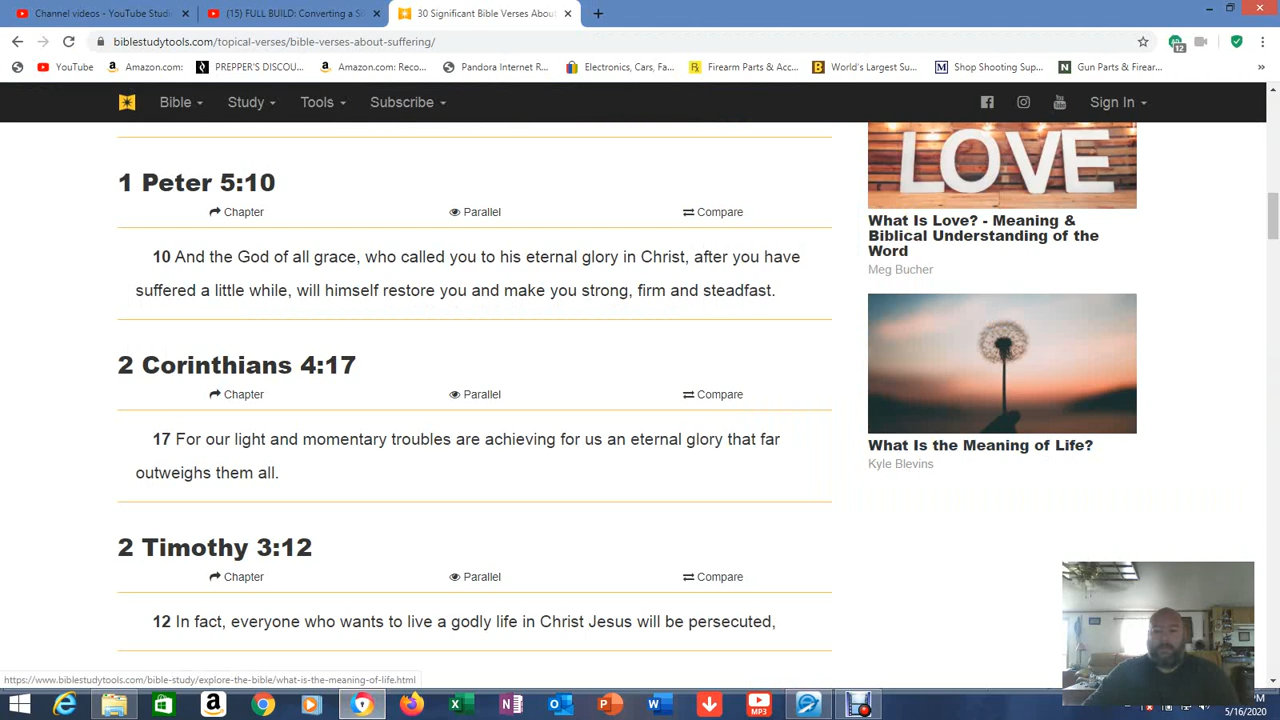 Channel videos - YouTube Studi
(15) FULL BUILD: Converting a S
30 Significant Bible Verses Abou
biblestudytools.com/topical-verses/bible-verses-about-suffering/
12
YouTube
Amazon.com:
PREPPER'S DISCOU...
Amazon.com: Reco...
Pandora Internet R...
Electronics, Cars, Fa...
Firearm Parts & Acc...
World's Largest Su...
Shop Shooting Sup...
Gun Parts & Firear...
Bible
Study
Tools
Subscribe
Sign In
1 Peter 5:10
Chapter
Parallel
Compare
10 And the God of all grace, who called you to his eternal glory in Christ, after you have
suffered a little while, will himself restore you and make you strong, firm and steadfast.
2 Corinthians 4:17
Chapter
Parallel
Compare
17 For our light and momentary troubles are achieving for us an eternal glory that far
outweighs them all.
2 Timothy 3:12
Chapter
Parallel
Compare
12 In fact, everyone who wants to live a godly life in Christ Jesus will be persecuted,
LOVE
What Is Love? - Meaning &
Biblical Understanding of the
Word
Meg Bucher
What Is the Meaning of Life?
Kyle Blevins
https://www.biblestudytools.com/bible-study/explore-the-bible/what-is-the-meaning-of-life.html
MP3
5/16/2020